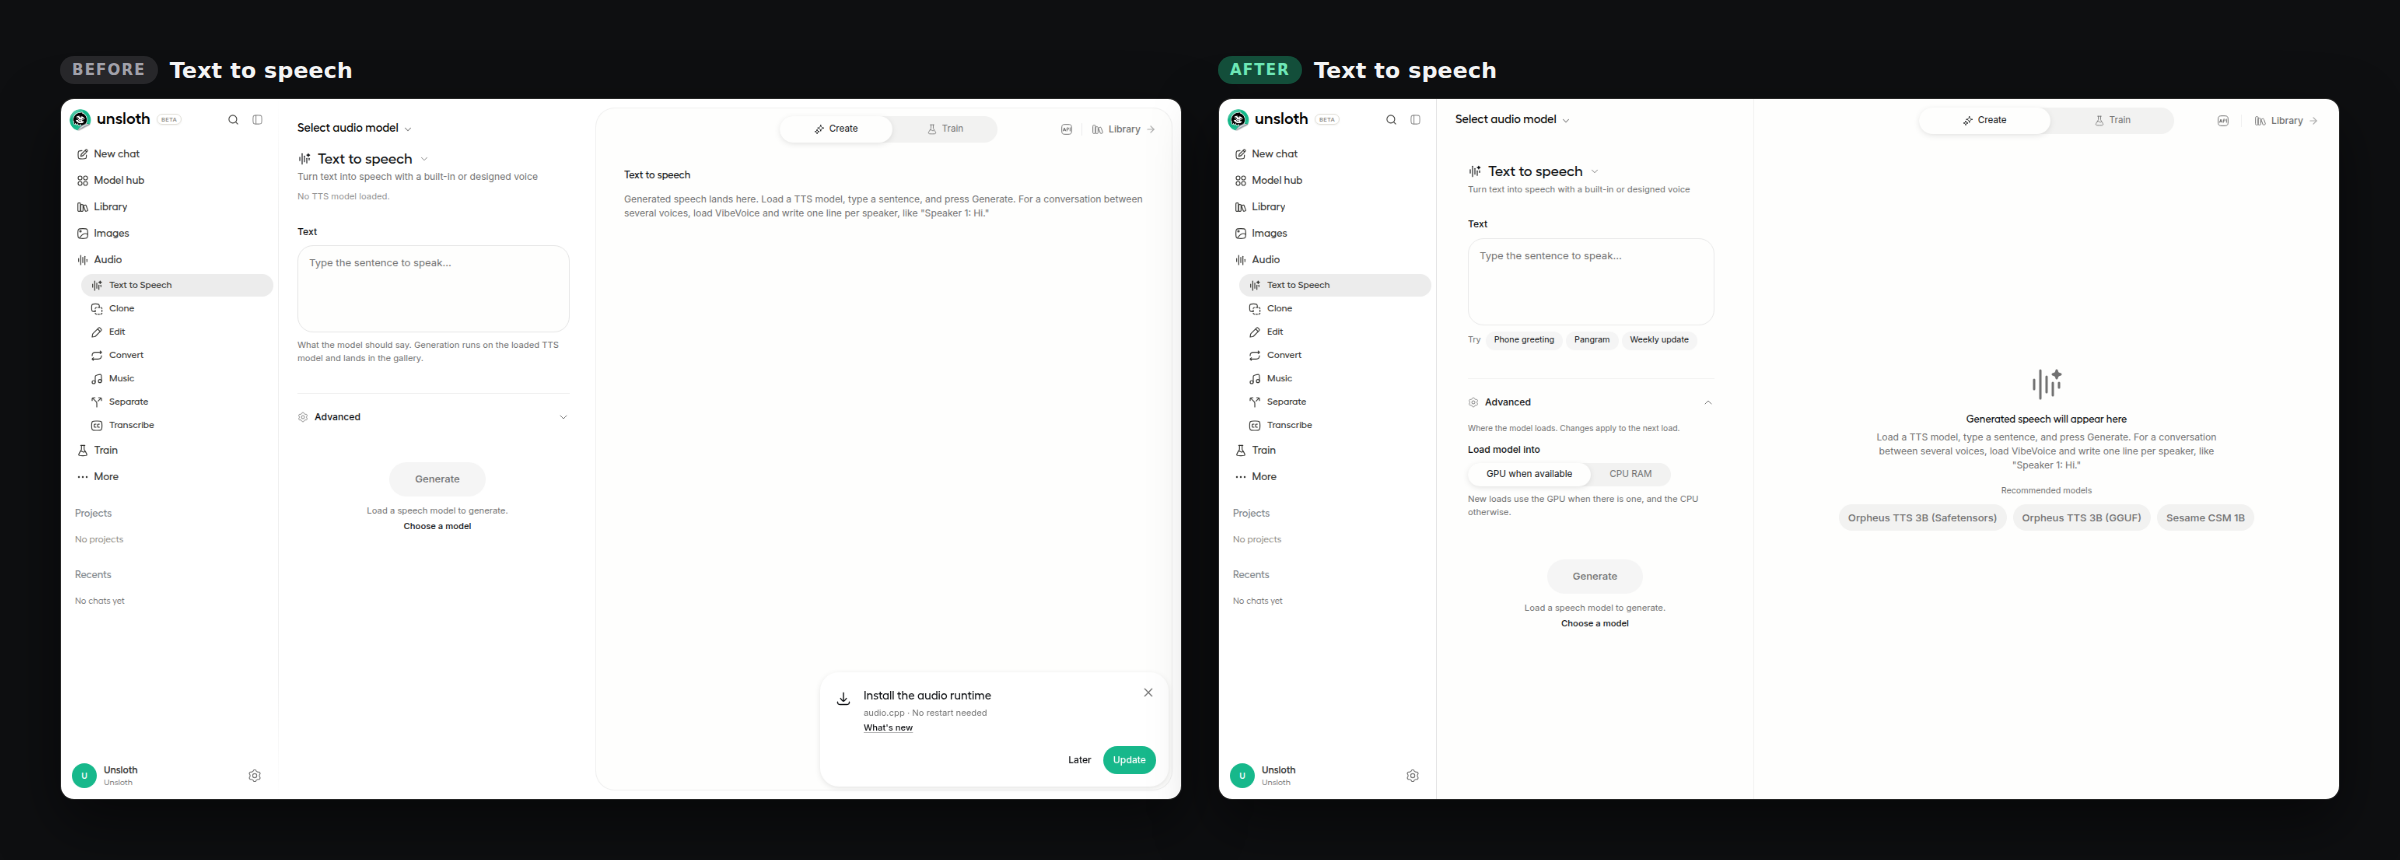 BEFORE Text to speech
unsloth BETA
New chat
Model hub
Library
Images
Audio
Text to Speech
Clone
Edit
Convert
Music
Separate
Transcribe
Train
More
Projects
No projects
Recents
No chats yet
U
Unsloth
Unsloth
Select audio model
Text to speech
Turn text into speech with a built-in or designed voice
No TTS model loaded.
Text
Type the sentence to speak...
What the model should say. Generation runs on the loaded TTS
model and lands in the gallery.
Advanced
Generate
Load a speech model to generate.
Choose a model
Create Train
API Library
Text to speech
Generated speech lands here. Load a TTS model, type a sentence, and press Generate. For a conversation between
several voices, load VibeVoice and write one line per speaker, like "Speaker 1: Hi."
Install the audio runtime
audio.cpp · No restart needed
What's new
Later Update
AFTER Text to speech
unsloth BETA
New chat
Model hub
Library
Images
Audio
Text to Speech
Clone
Edit
Convert
Music
Separate
Transcribe
Train
More
Projects
No projects
Recents
No chats yet
U
Unsloth
Unsloth
Select audio model
Text to speech
Turn text into speech with a built-in or designed voice
Text
Type the sentence to speak...
Try Phone greeting Pangram Weekly update
Advanced
Where the model loads. Changes apply to the next load.
Load model into
GPU when available CPU RAM
New loads use the GPU when there is one, and the CPU
otherwise.
Generate
Load a speech model to generate.
Choose a model
Create Train
API Library
Generated speech will appear here
Load a TTS model, type a sentence, and press Generate. For a conversation
between several voices, load VibeVoice and write one line per speaker, like
"Speaker 1: Hi."
Recommended models
Orpheus TTS 3B (Safetensors) Orpheus TTS 3B (GGUF) Sesame CSM 1B